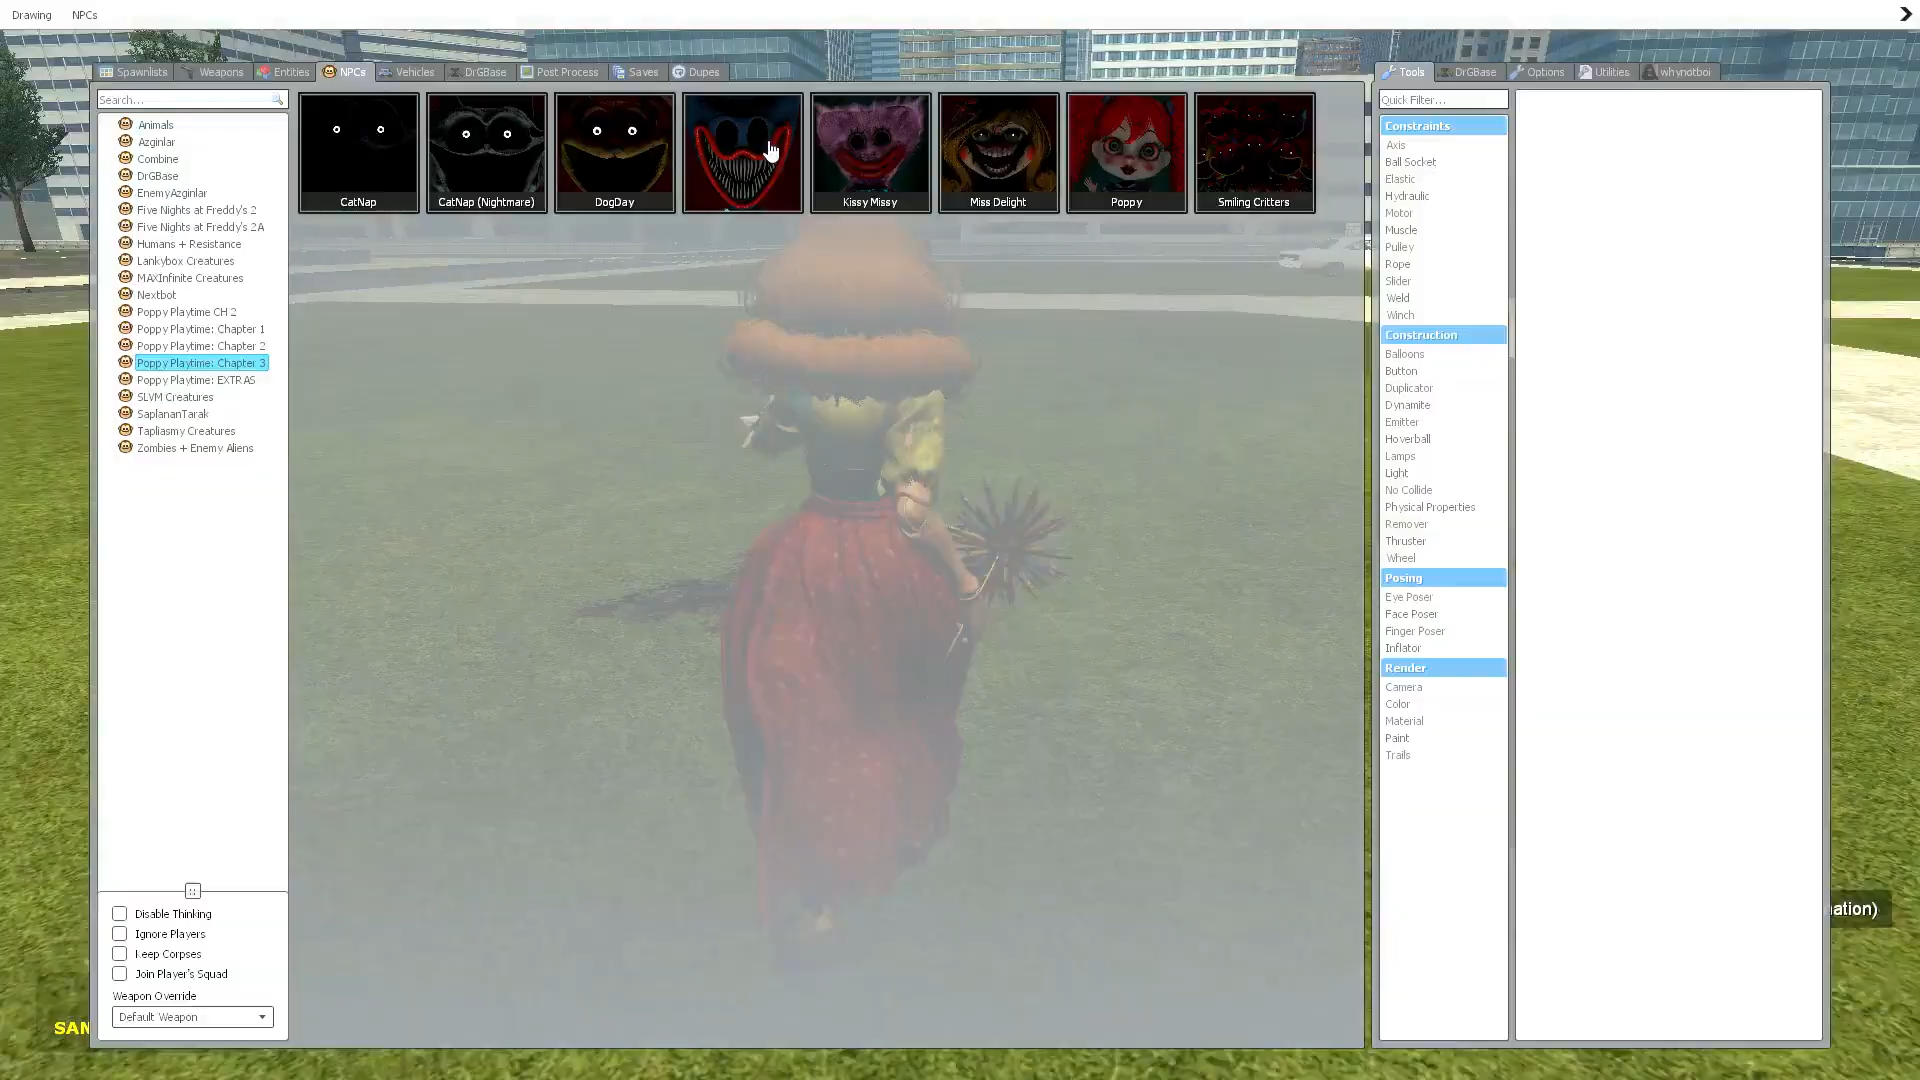 Drawing NPCs
Spawnlists Weapons Entities NPCs Vehicles DrGBase Post Process Saves Dupes
Search...
Animals
Azginlar
Combine
DrGBase
EnemyAzginlar
Five Nights at Freddy's 2
Five Nights at Freddy's 2A
Humans + Resistance
Lankybox Creatures
MAXInfinite Creatures
Nextbot
Poppy Playtime CH 2
Poppy Playtime: Chapter 1
Poppy Playtime: Chapter 2
Poppy Playtime: Chapter 3
Poppy Playtime: EXTRAS
SLVM Creatures
SaplananTarak
Tapliasmy Creatures
Zombies + Enemy Aliens
Disable Thinking
Ignore Players
Keep Corpses
Join Player's Squad
Weapon Override
Default Weapon
SAN
CatNap
CatNap (Nightmare)
DogDay
Kissy Missy
Miss Delight
Poppy
Smiling Critters
Tools DrGBase Options Utilities whynotboi
Quick Filter...
Constraints
Axis
Ball Socket
Elastic
Hydraulic
Motor
Muscle
Pulley
Rope
Slider
Weld
Winch
Construction
Balloons
Button
Duplicator
Dynamite
Emitter
Hoverball
Lamps
Light
No Collide
Physical Properties
Remover
Thruster
Wheel
Posing
Eye Poser
Face Poser
Finger Poser
Inflator
Render
Camera
Color
Material
Paint
Trails
ation)